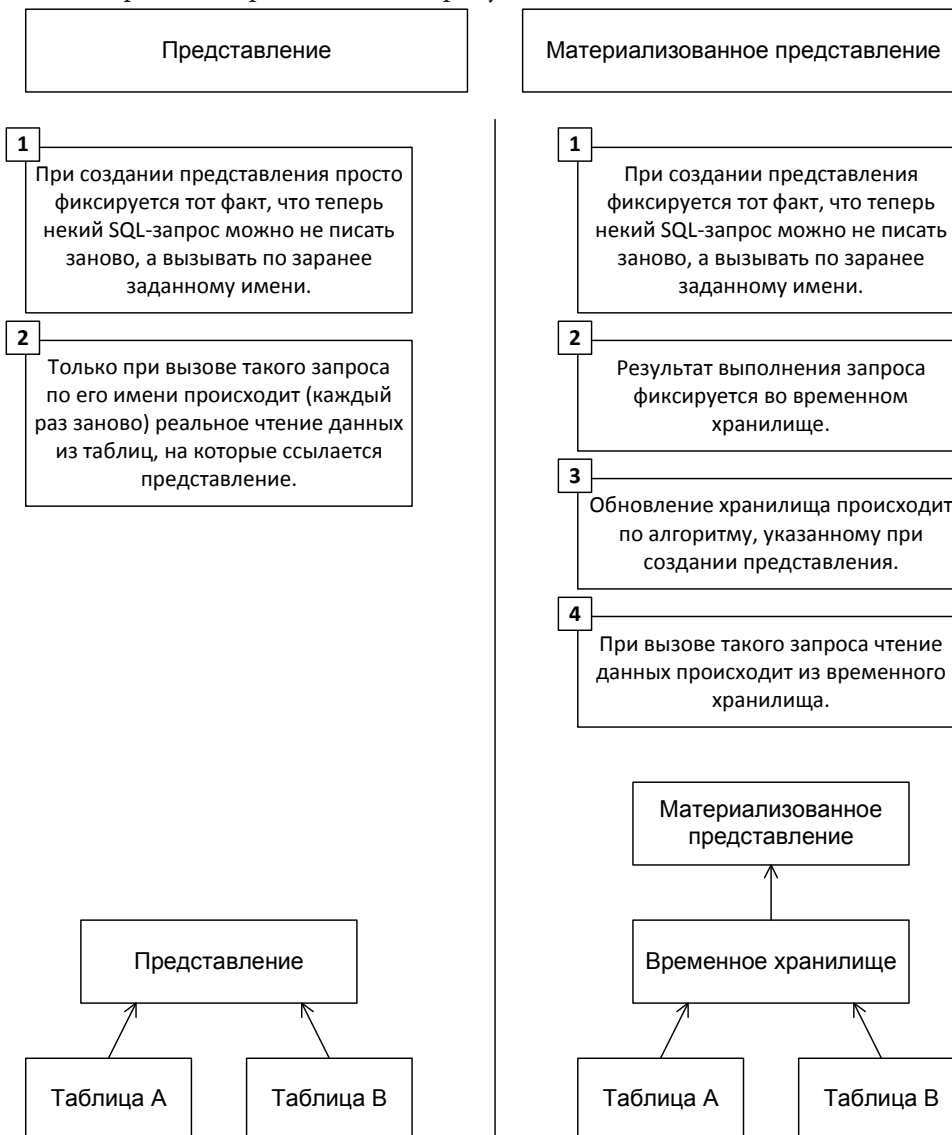 Представление
Материализованное представление
1
При создании представления просто
фиксируется тот факт, что теперь
некий SQL-запрос можно не писать
заново, а вызывать по заранее
заданному имени.
2
Только при вызове такого запроса
по его имени происходит (каждый
раз заново) реальное чтение данных
из таблиц, на которые ссылается
представление.
1
При создании представления
фиксируется тот факт, что теперь
некий SQL-запрос можно не писать
заново, а вызывать по заранее
заданному имени.
2
Результат выполнения запроса
фиксируется во временном
хранилище.
3
Обновление хранилища происходит
по алгоритму, указанному при
создании представления.
4
При вызове такого запроса чтение
данных происходит из временного
хранилища.
Представление
Таблица A
Таблица B
Материализованное
представление
Временное хранилище
Таблица A
Таблица B